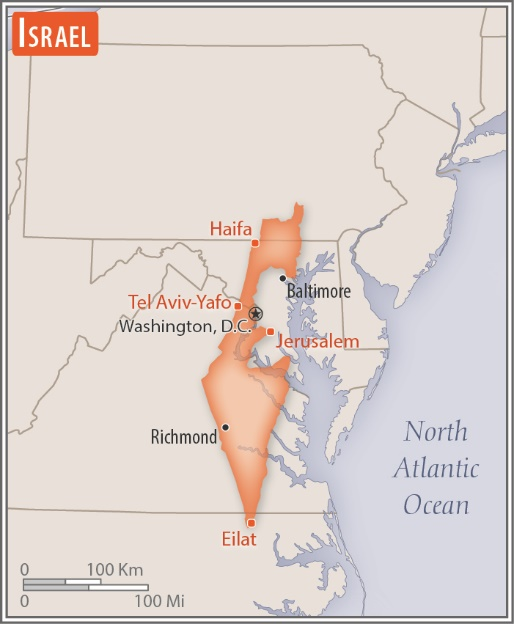 ISRAEL
Haifa
Baltimore
Tel Aviv-Yafo
Washington, D.C.
Jerusalem
Richmond
North
Atlantic
Ocean
Eilat
0 100 Km
0 100 Mi